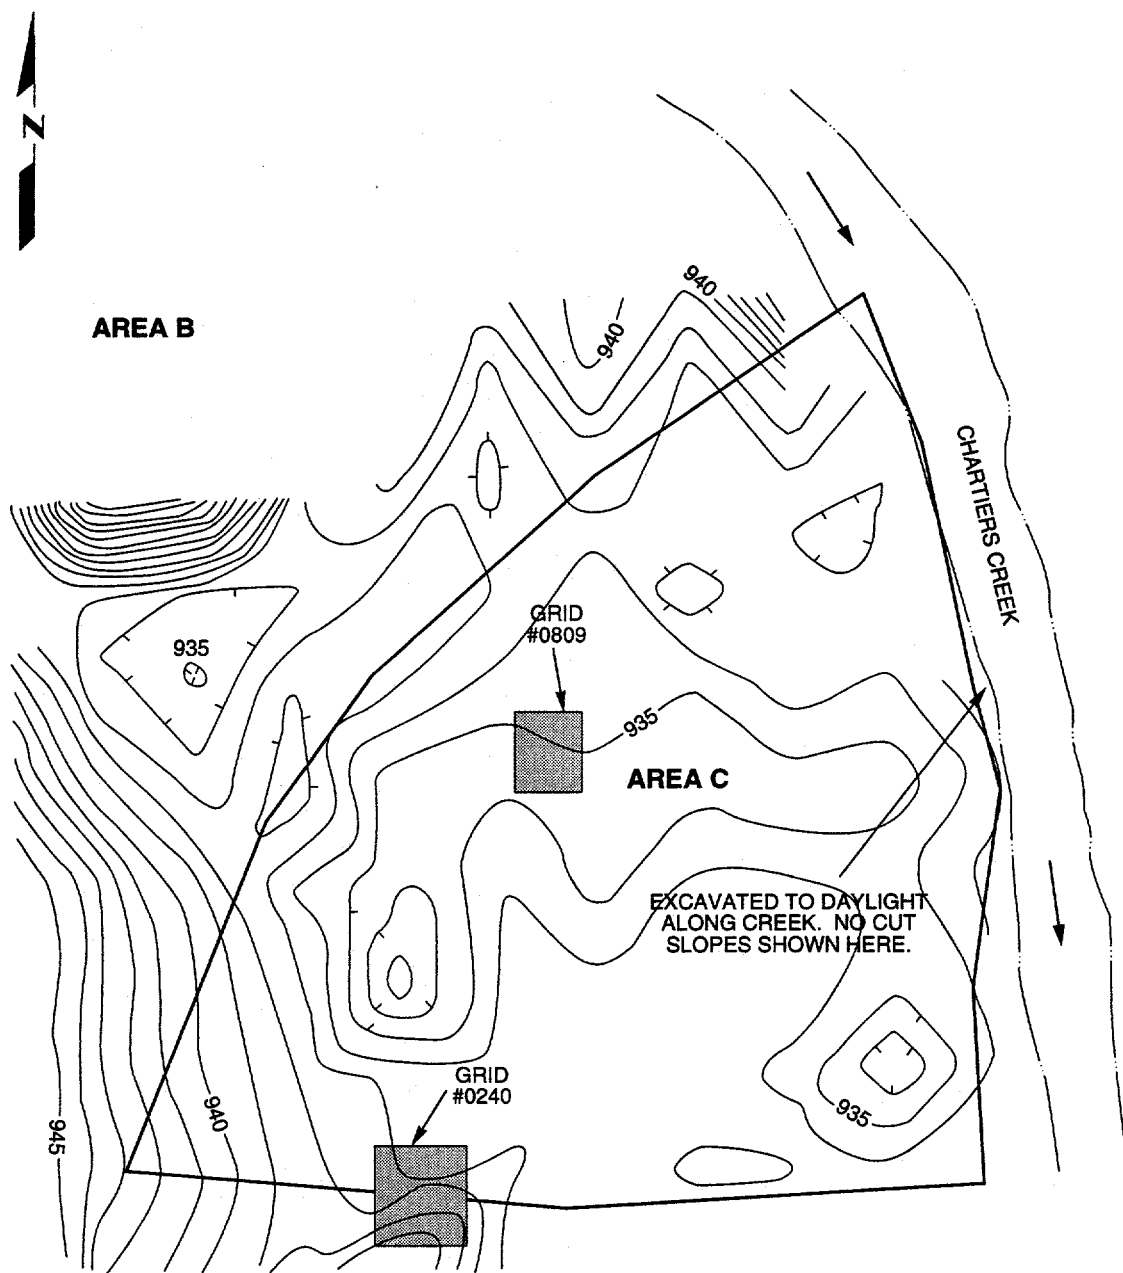 N
940
AREA B
940
CHARTIERS CREEK
GRID
#0809
935
935
AREA C
EXCAVATED TO DAYLIGHT
ALONG CREEK. NO CUT
SLOPES SHOWN HERE.
GRID
#0240
940
935
945